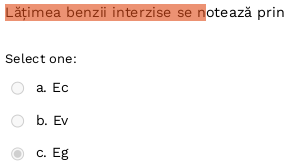 Lățimea benzii interzise se notează prin
Select one:
a. Ec
b. Ev
c. Eg